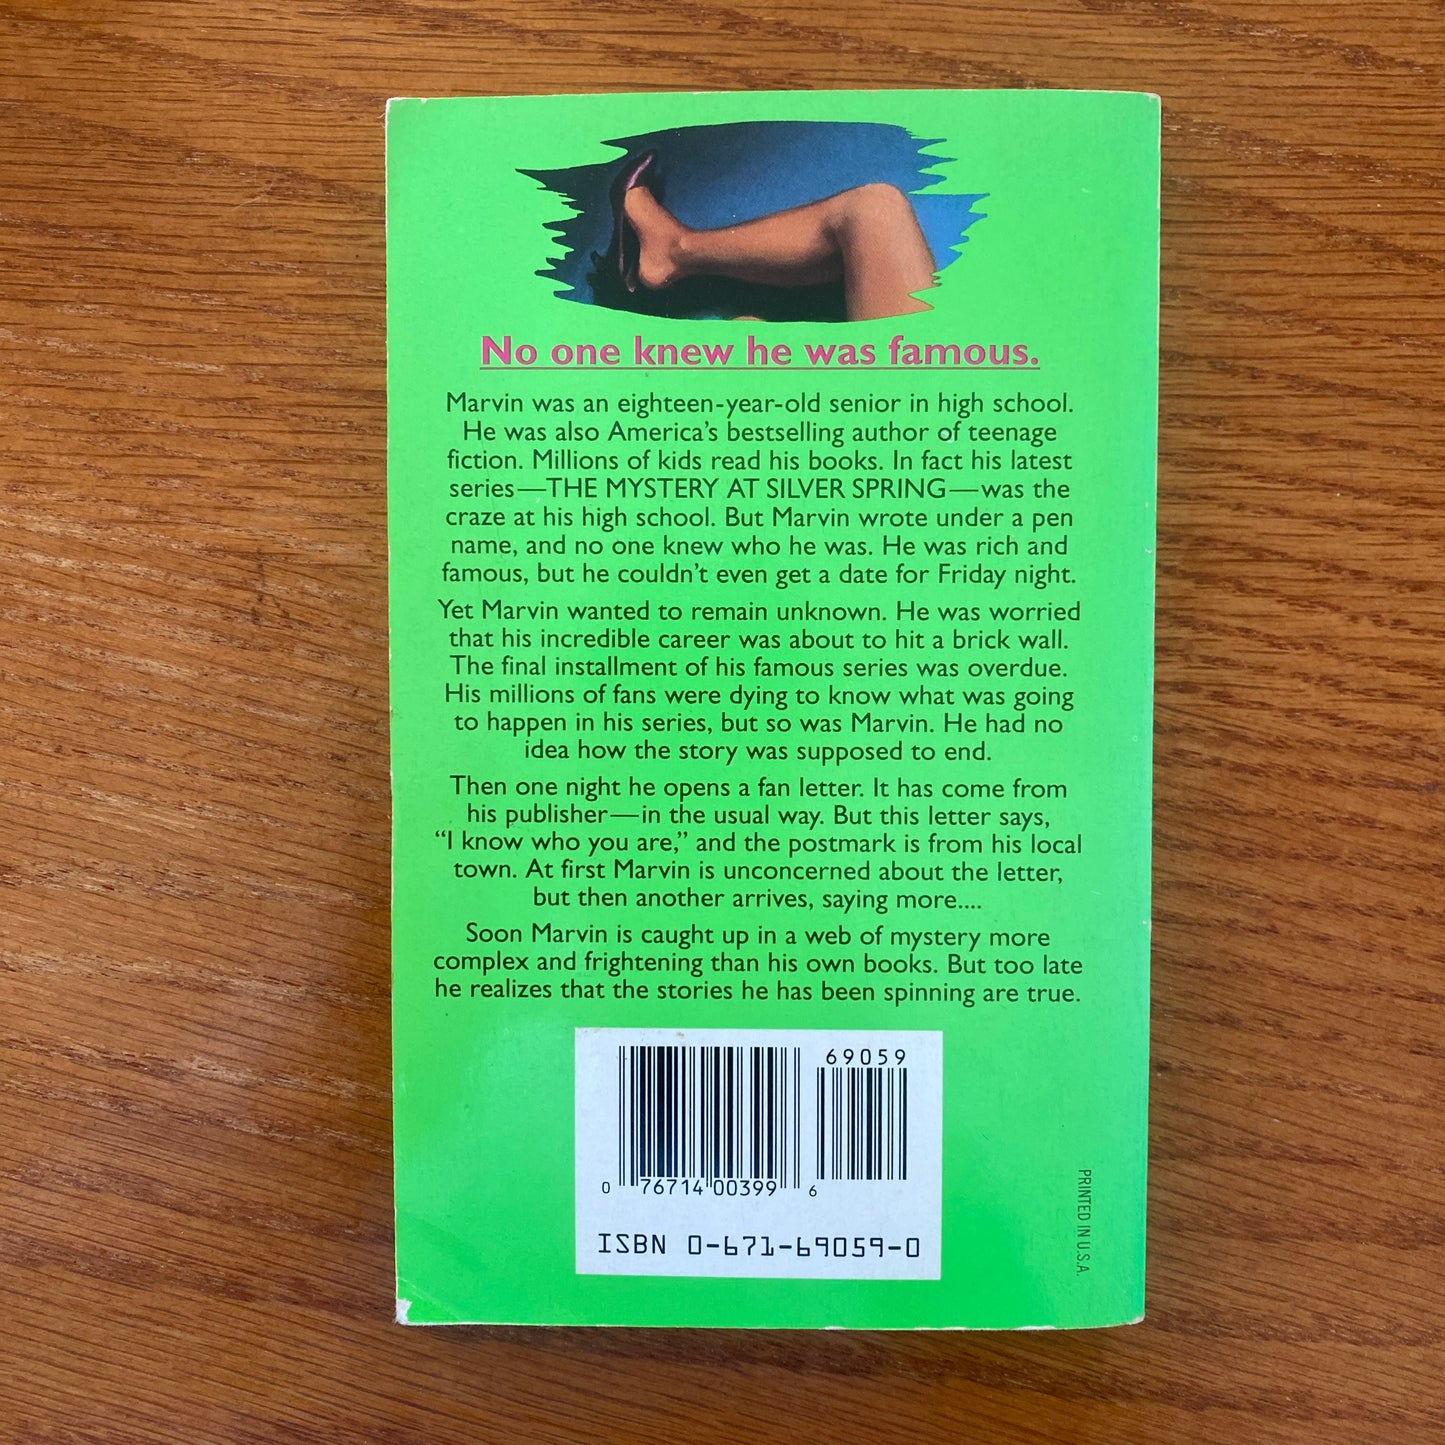 No one knew he was famous.
Marvin was an eighteen-year-old senior in high school.
He was also America's bestselling author of teenage
fiction. Millions of kids read his books. In fact his latest
series—THE MYSTERY AT SILVER SPRING—was the
craze at his high school. But Marvin wrote under a pen
name, and no one knew who he was. He was rich and
famous, but he couldn't even get a date for Friday night.
Yet Marvin wanted to remain unknown. He was worried
that his incredible career was about to hit a brick wall.
The final installment of his famous series was overdue.
His millions of fans were dying to know what was going
to happen in his series, but so was Marvin. He had no
idea how the story was supposed to end.
Then one night he opens a fan letter. It has come from
his publisher—in the usual way. But this letter says,
“I know who you are,” and the postmark is from his local
town. At first Marvin is unconcerned about the letter,
but then another arrives, saying more....
Soon Marvin is caught up in a web of mystery more
complex and frightening than his own books. But too late
he realizes that the stories he has been spinning are true.
69059
0 76714 00399 6
ISBN 0-671-69059-0
PRINTED IN U.S.A.